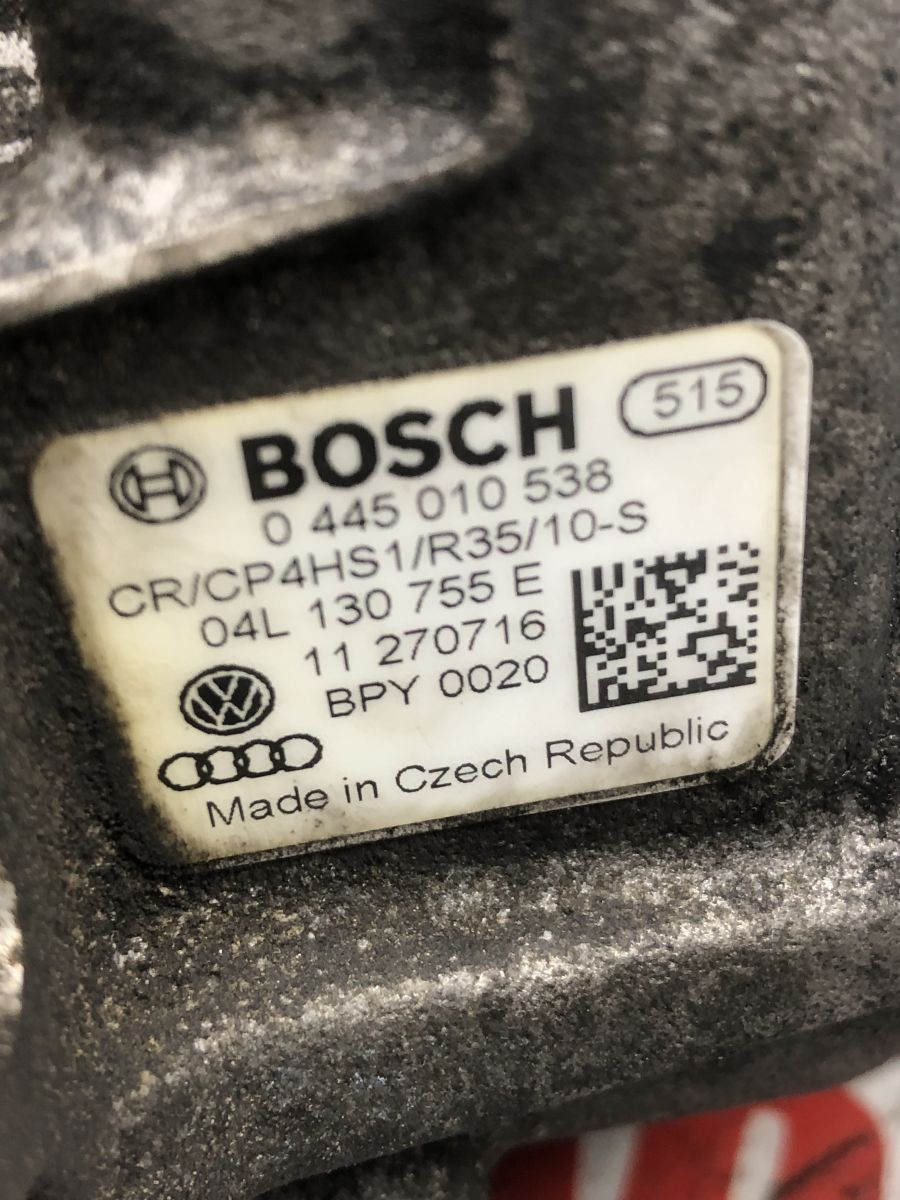 BOSCH 515
0 445 010 538
CR/CP4HS1/R35/10-S
04L 130 755 E
11 270716
BPY 0020
Made in Czech Republic